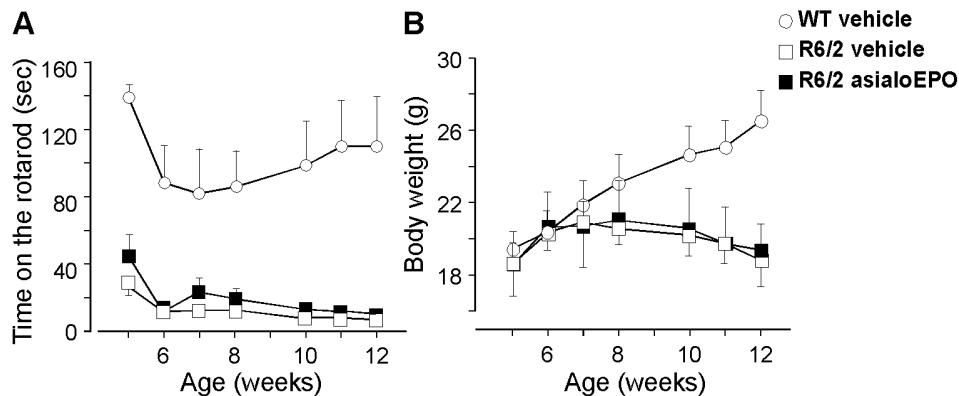 A
B
WT vehicle
R6/2 vehicle
R6/2 asialoEPO
Time on the rotarod (sec)
160
120
80
40
0
6
8
10
12
Age (weeks)
Body weight (g)
30
26
22
18
6
8
10
12
Age (weeks)